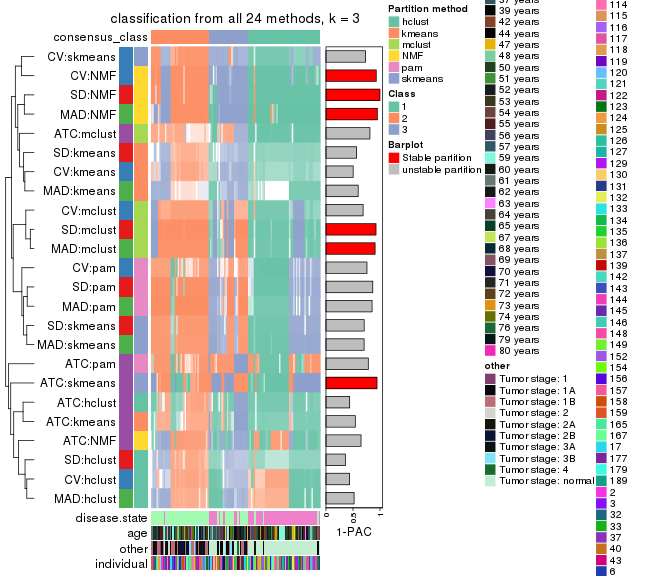 classification from all 24 methods, k = 3
consensus_class
CV:skmeans
CV:NMF
SD:NMF
MAD:NMF
ATC:mclust
SD:kmeans
CV:kmeans
MAD:kmeans
CV:mclust
SD:mclust
MAD:mclust
CV:pam
SD:pam
MAD:pam
SD:skmeans
MAD:skmeans
ATC:pam
ATC:skmeans
ATC:hclust
ATC:kmeans
ATC:NMF
SD:hclust
CV:hclust
MAD:hclust
disease.state
age
other
individual
0
0.5
1
1-PAC
Partition method
hclust
kmeans
mclust
NMF
pam
skmeans
Class
1
2
3
Barplot
Stable partition
unstable partition
39 years
42 years
44 years
47 years
48 years
50 years
51 years
52 years
53 years
54 years
55 years
56 years
57 years
59 years
60 years
61 years
62 years
63 years
64 years
65 years
67 years
68 years
69 years
70 years
71 years
72 years
73 years
74 years
76 years
79 years
80 years
other
Tumor stage: 1
Tumor stage: 1A
Tumor stage: 1B
Tumor stage: 2
Tumor stage: 2A
Tumor stage: 2B
Tumor stage: 3A
Tumor stage: 3B
Tumor stage: 4
Tumor stage: normal
114
115
116
117
118
119
120
121
122
123
124
125
126
127
129
130
131
132
133
134
135
136
137
139
142
143
144
145
146
148
149
152
154
156
157
158
159
165
167
17
177
179
189
2
3
32
33
37
40
43
6